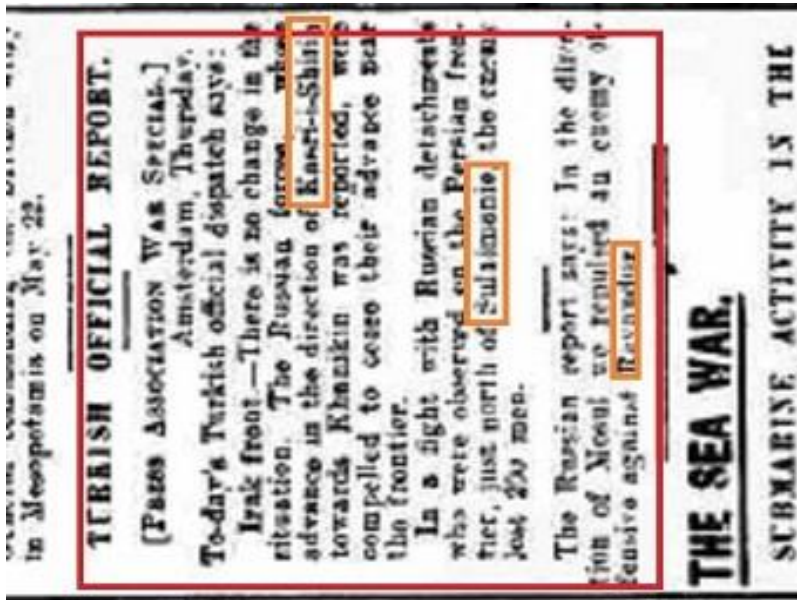 in Mesopotamia on May 22.
TURKISH OFFICIAL REPORT.
[PRESS ASSOCIATION WAR SPECIAL.]
Amsterdam, Thursday.
To-day's Turkish official dispatch says:
Irak front.—There is no change in the
situation. The Russian force, whose
advance in the direction of Kasri-i-Shirin
towards Khanikin was reported, were
compelled to cease their advance near
the frontier.
In a fight with Russian detachments
who were observed on the Persian fron-
tier, just north of Sulaimonie, the enemy
lost 200 men.
The Russian report says: In the direc-
tion of Mosul we repulsed an enemy of-
fensive against Revanduz
THE SEA WAR.
SUBMARINE ACTIVITY IN THE